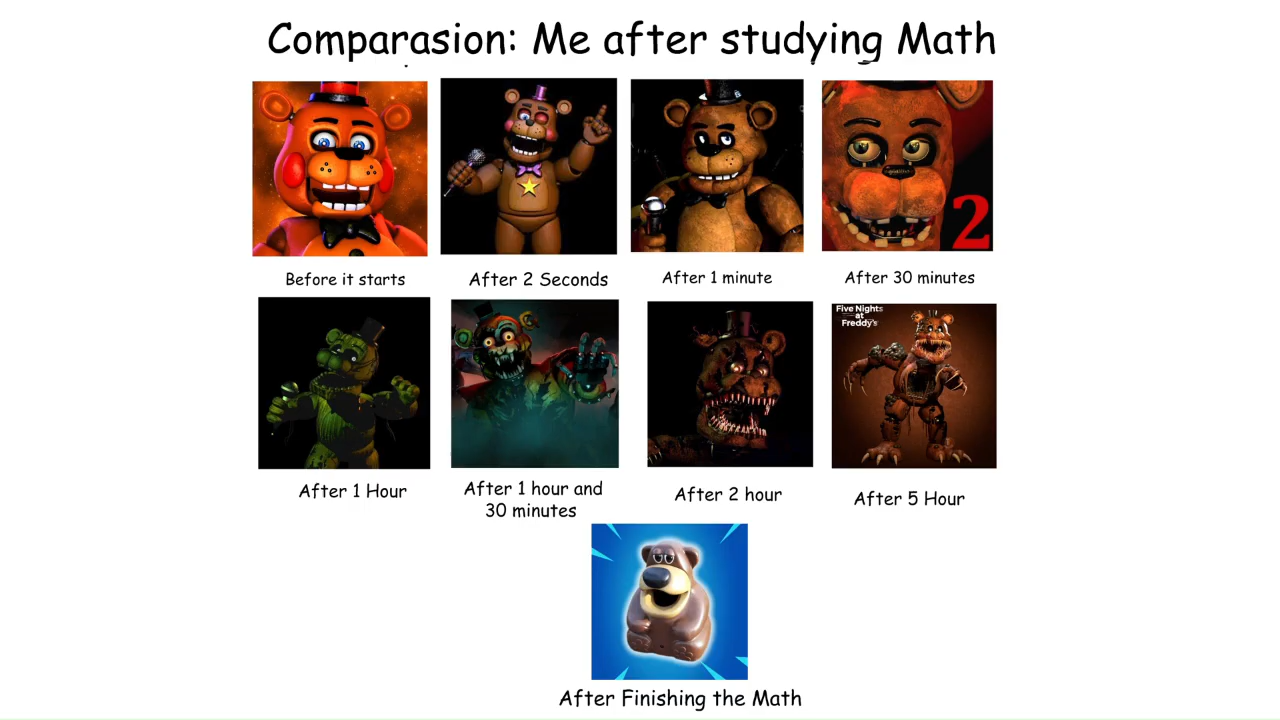 Comparasion: Me after studying Math
2
Before it starts
After 2 Seconds
After 1 minute
After 30 minutes
Five Nights
at
Freddy's
After 1 Hour
After 1 hour and
30 minutes
After 2 hour
After 5 Hour
After Finishing the Math